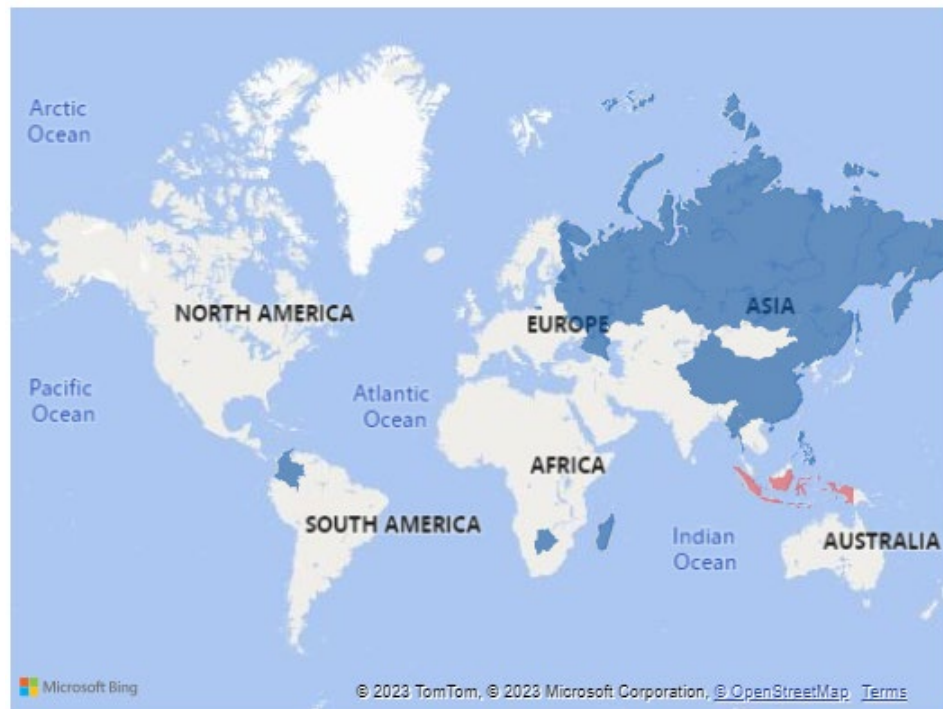 Arctic
Ocean
NORTH AMERICA
EUROPE
ASIA
Pacific
Ocean
Atlantic
Ocean
AFRICA
SOUTH AMERICA
Indian
Ocean
AUSTRALIA
Microsoft Bing
© 2023 TomTom, © 2023 Microsoft Corporation, © OpenStreetMap Terms